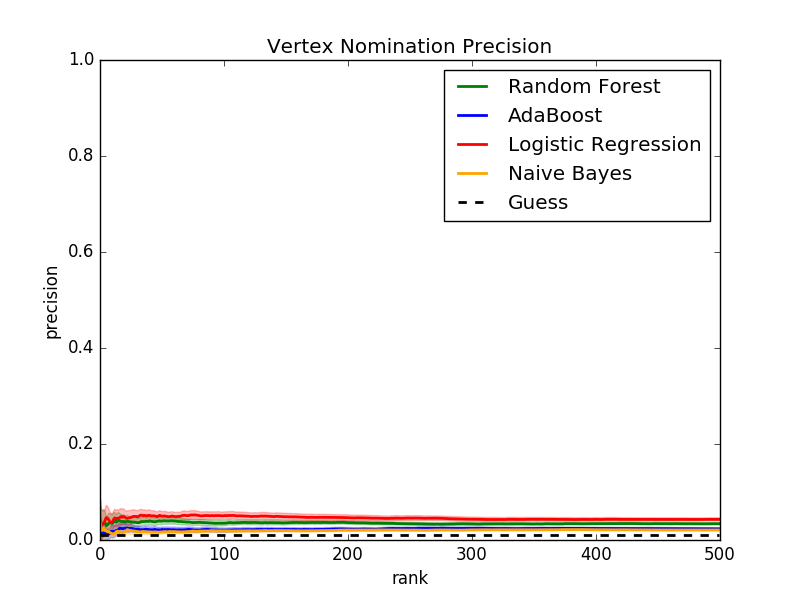 Vertex Nomination Precision
1.0
0.8
0.6
0.4
0.2
0.0
precision
Random Forest
AdaBoost
Logistic Regression
Naive Bayes
Guess
0 100 200 300 400 500
rank